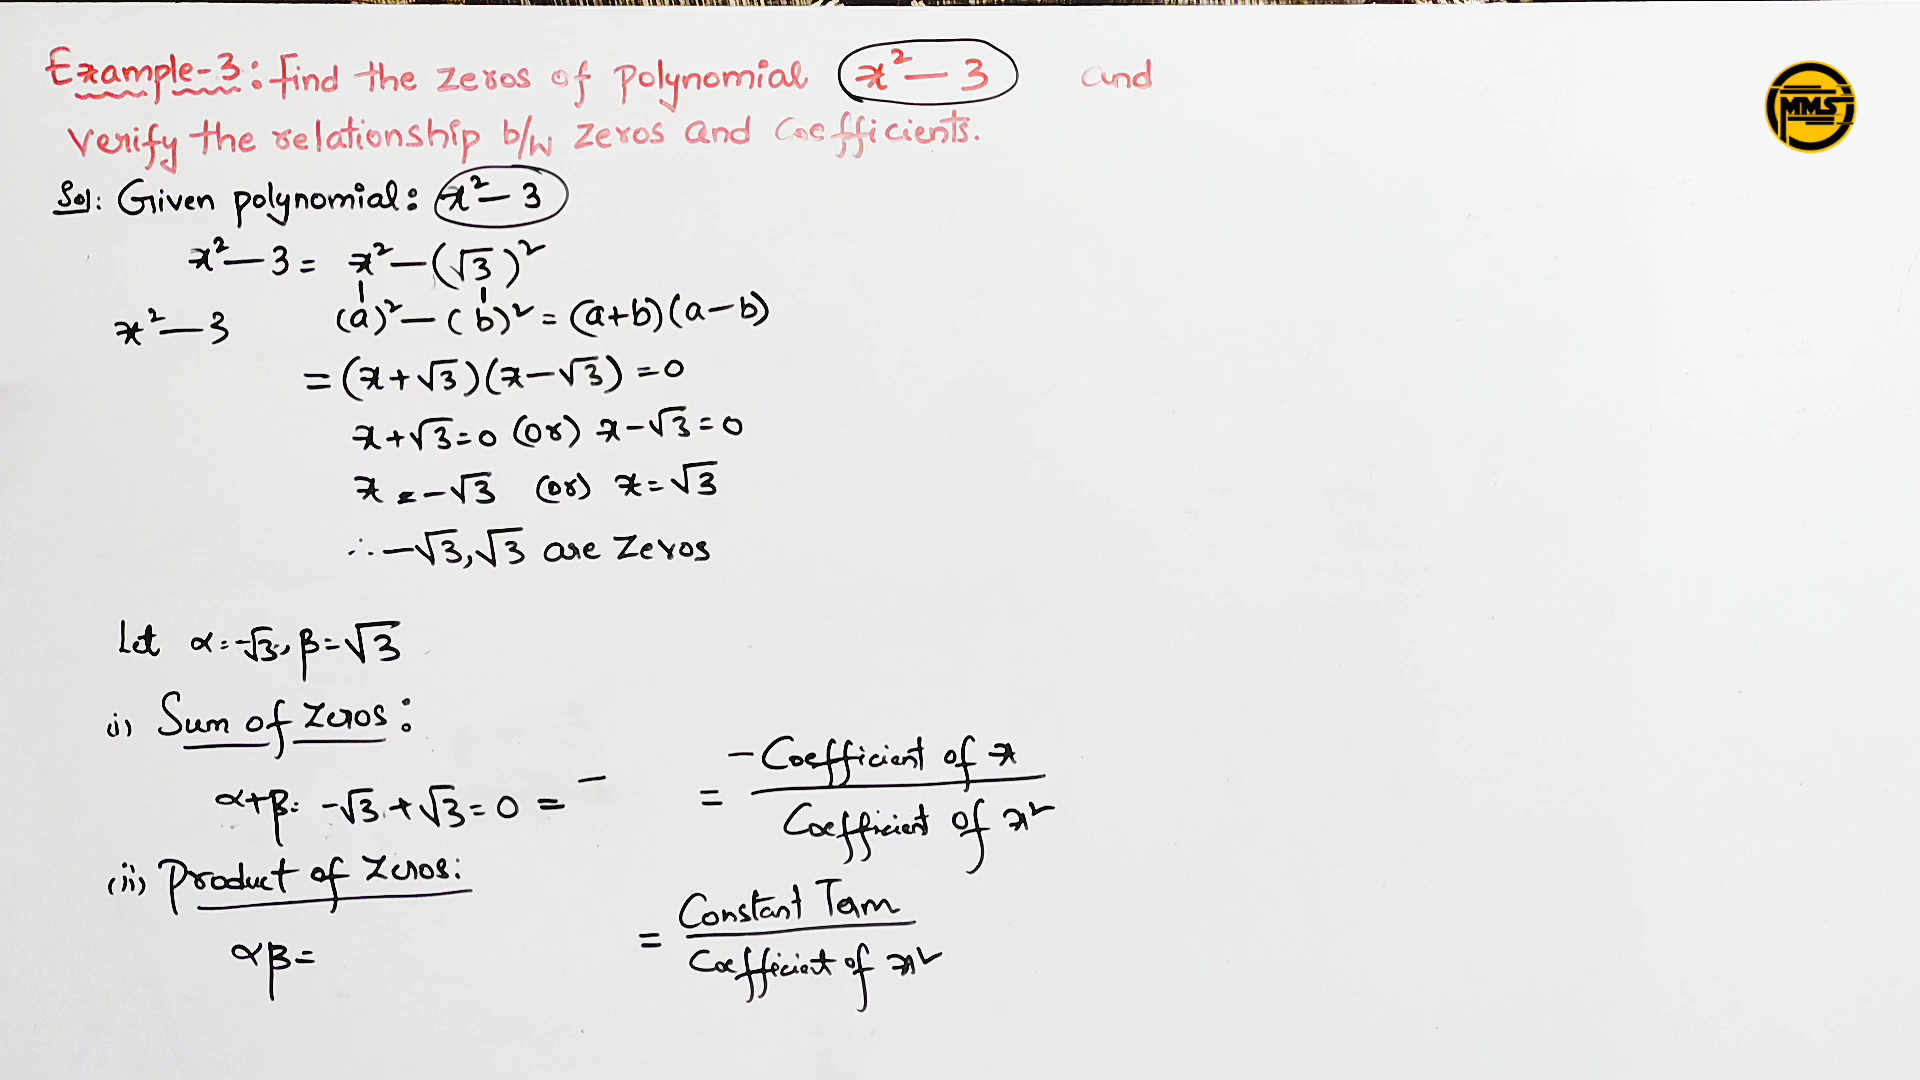 Example-3: Find the zeros of polynomial x² - 3 and
Verify the relationship b/w zeros and Coefficients.
Sol: Given polynomial: x² - 3
x² - 3 = x² - (√3)²
x² - 3 (a)² - (b)² = (a+b)(a-b)
= (x+√3)(x-√3) = 0
x+√3=0 (or) x-√3=0
x = -√3 (or) x=√3
∴ -√3, √3 are Zeros
Let α=-√3, β=√3
(i) Sum of Zeros:
α+β= -√3+√3=0 = - = -Coefficient of x / Coefficient of x²
(ii) Product of Zeros:
αβ= = Constant Term / Coefficient of x²
MMS